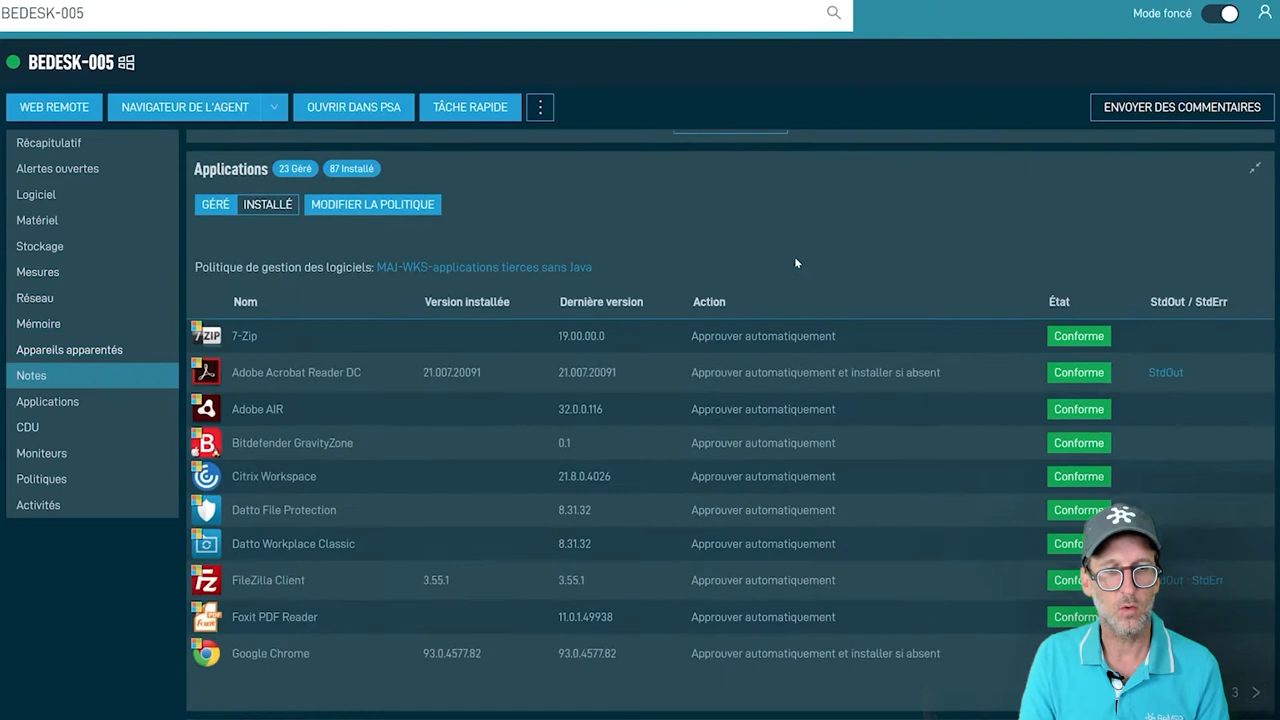 BEDESK-005
Mode foncé
BEDESK-005
WEB REMOTE NAVIGATEUR DE L'AGENT OUVRIR DANS PSA TÂCHE RAPIDE ENVOYER DES COMMENTAIRES
Récapitulatif
Alertes ouvertes
Logiciel
Matériel
Stockage
Mesures
Réseau
Mémoire
Appareils apparentés
Notes
Applications
CDU
Moniteurs
Politiques
Activités
Applications 23 Géré 87 Installé
GÉRÉ INSTALLÉ MODIFIER LA POLITIQUE
Politique de gestion des logiciels: MAJ-WKS-applications tierces sans Java
Nom Version installée Dernière version Action État StdOut / StdErr
7-Zip 19.00.00.0 Approuver automatiquement Conforme
Adobe Acrobat Reader DC 21.007.20091 21.007.20091 Approuver automatiquement et installer si absent Conforme StdOut
Adobe AIR 32.0.0.116 Approuver automatiquement Conforme
Bitdefender GravityZone 0.1 Approuver automatiquement Conforme
Citrix Workspace 21.8.0.4026 Approuver automatiquement Conforme
Datto File Protection 8.31.32 Approuver automatiquement
Datto Workplace Classic 8.31.32 Approuver automatiquement
FileZilla Client 3.55.1 3.55.1 Approuver automatiquement StdErr
Foxit PDF Reader 11.0.1.49938 Approuver automatiquement Conforme
Google Chrome 93.0.4577.82 93.0.4577.82 Approuver automatiquement et installer si absent
3